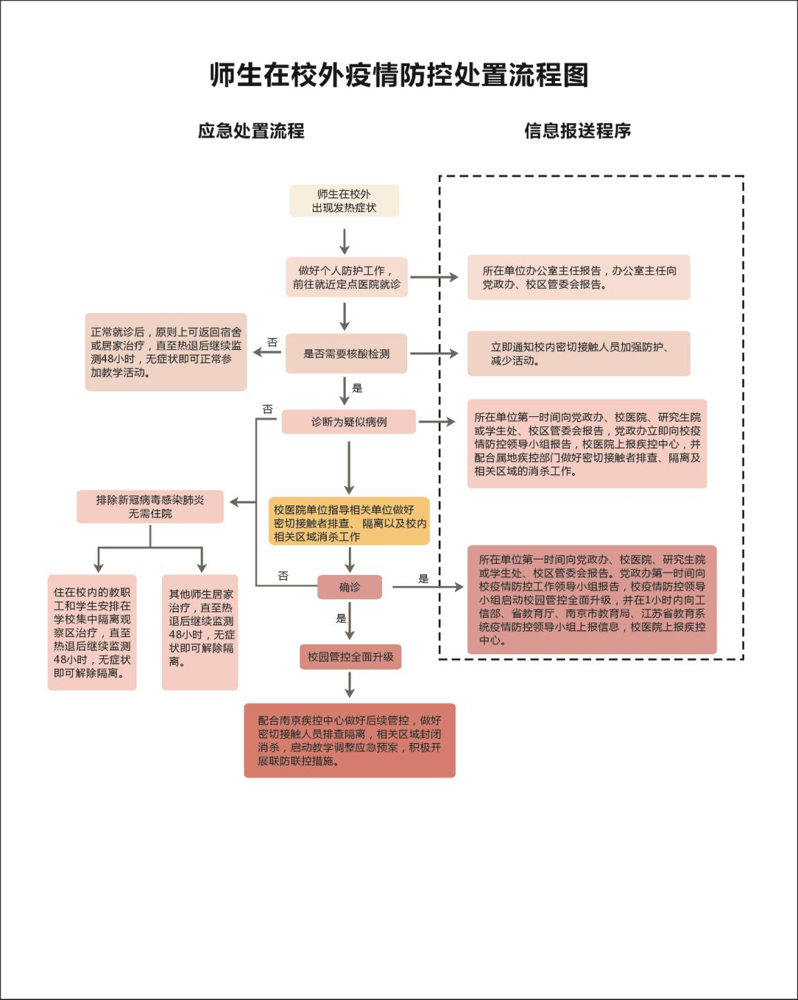 师生在校外疫情防控处置流程图
应急处置流程
信息报送程序
师生在校外
出现发热症状
做好个人防护工作，
前往就近定点医院就诊
所在单位办公室主任报告，办公室主任向
党政办、校区管委会报告。
正常就诊后，原则上可返回宿舍
或居家治疗，直至热退后继续监
测48小时，无症状即可正常参
加教学活动。
否
是否需要核酸检测
立即通知校内密切接触人员加强防护、
减少活动。
是
否
诊断为疑似病例
所在单位第一时间向党政办、校医院、研究生院
或学生处、校区管委会报告，党政办立即向校疫
情防控领导小组报告，校医院上报疾控中心，并
配合属地疾控部门做好密切接触者排查、隔离及
相关区域的消杀工作。
排除新冠病毒感染肺炎
无需住院
校医院单位指导相关单位做好
密切接触者排查、 隔离以及校内
相关区域消杀工作
住在校内的教职
工和学生安排在
学校集中隔离观
察区治疗，直至
热退后继续监测
48小时，无症状
即可解除隔离。
其他师生居家
治疗，直至热
退后继续监测
48小时，无症
状即可解除隔
离。
否
确诊
是
所在单位第一时间向党政办、校医院、研究生院
或学生处、校区管委会报告。党政办第一时间向
校疫情防控工作领导小组报告，校疫情防控领导
小组启动校园管控全面升级，并在1小时内向工
信部、省教育厅、南京市教育局、江苏省教育系
统疫情防控领导小组上报信息，校医院上报疾控
中心。
是
校园管控全面升级
配合南京疾控中心做好后续管控，做好
密切接触人员排查隔离，相关区域封闭
消杀，启动教学调整应急预案，积极开
展联防联控措施。